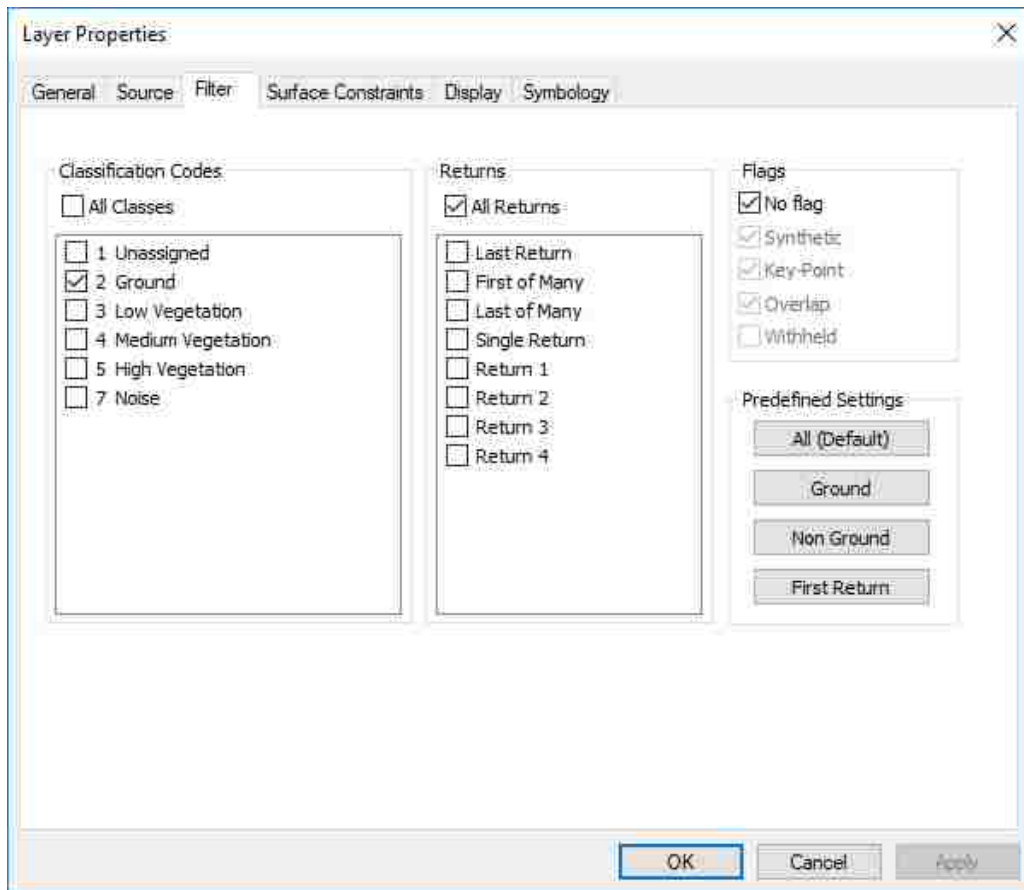 Layer Properties
General Source Filter Surface Constraints Display Symbology
Classification Codes
All Classes
1 Unassigned
2 Ground
3 Low Vegetation
4 Medium Vegetation
5 High Vegetation
7 Noise
Returns
All Returns
Last Return
First of Many
Last of Many
Single Return
Return 1
Return 2
Return 3
Return 4
Flags
No flag
Synthetic
Key-Point
Overlap
Withheld
Predefined Settings
All (Default)
Ground
Non Ground
First Return
OK Cancel Apply